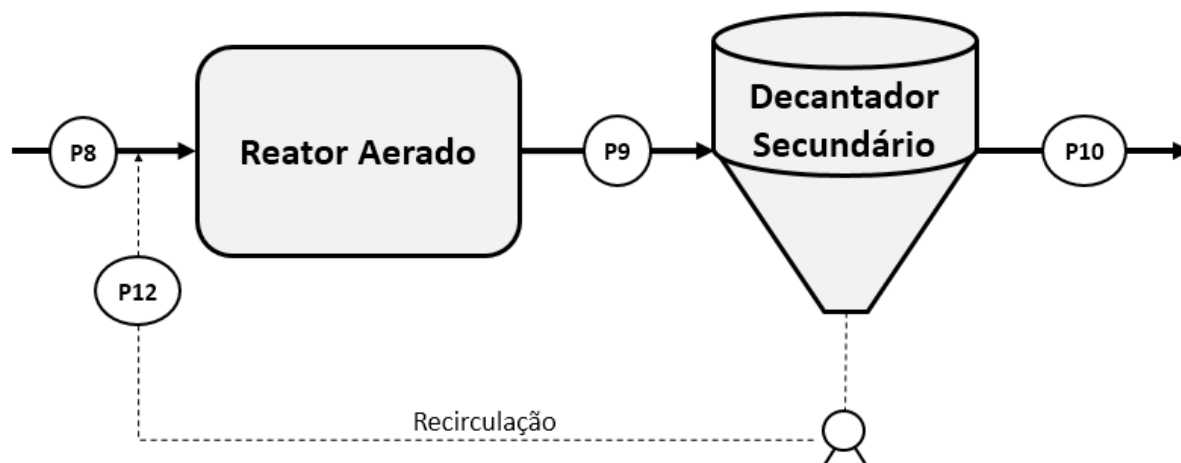 P8
Reator Aerado
P9
Decantador
Secundário
P10
P12
Recirculação